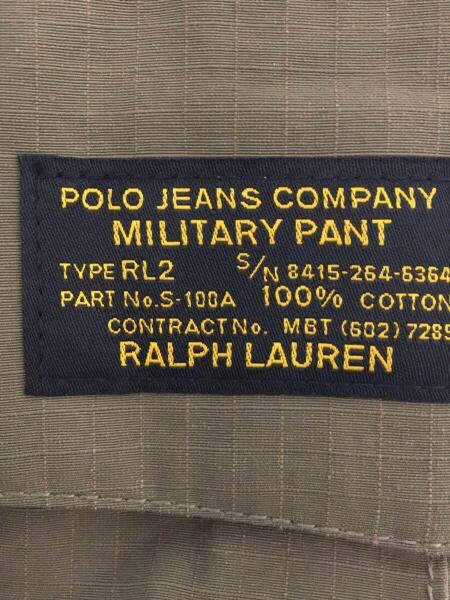 POLO JEANS COMPANY
MILITARY PANT
TYPE RL2 S/N 8415-264-6364
PART No. S-100A 100% COTTON
CONTRACT No. MBT (602) 7285
RALPH LAUREN